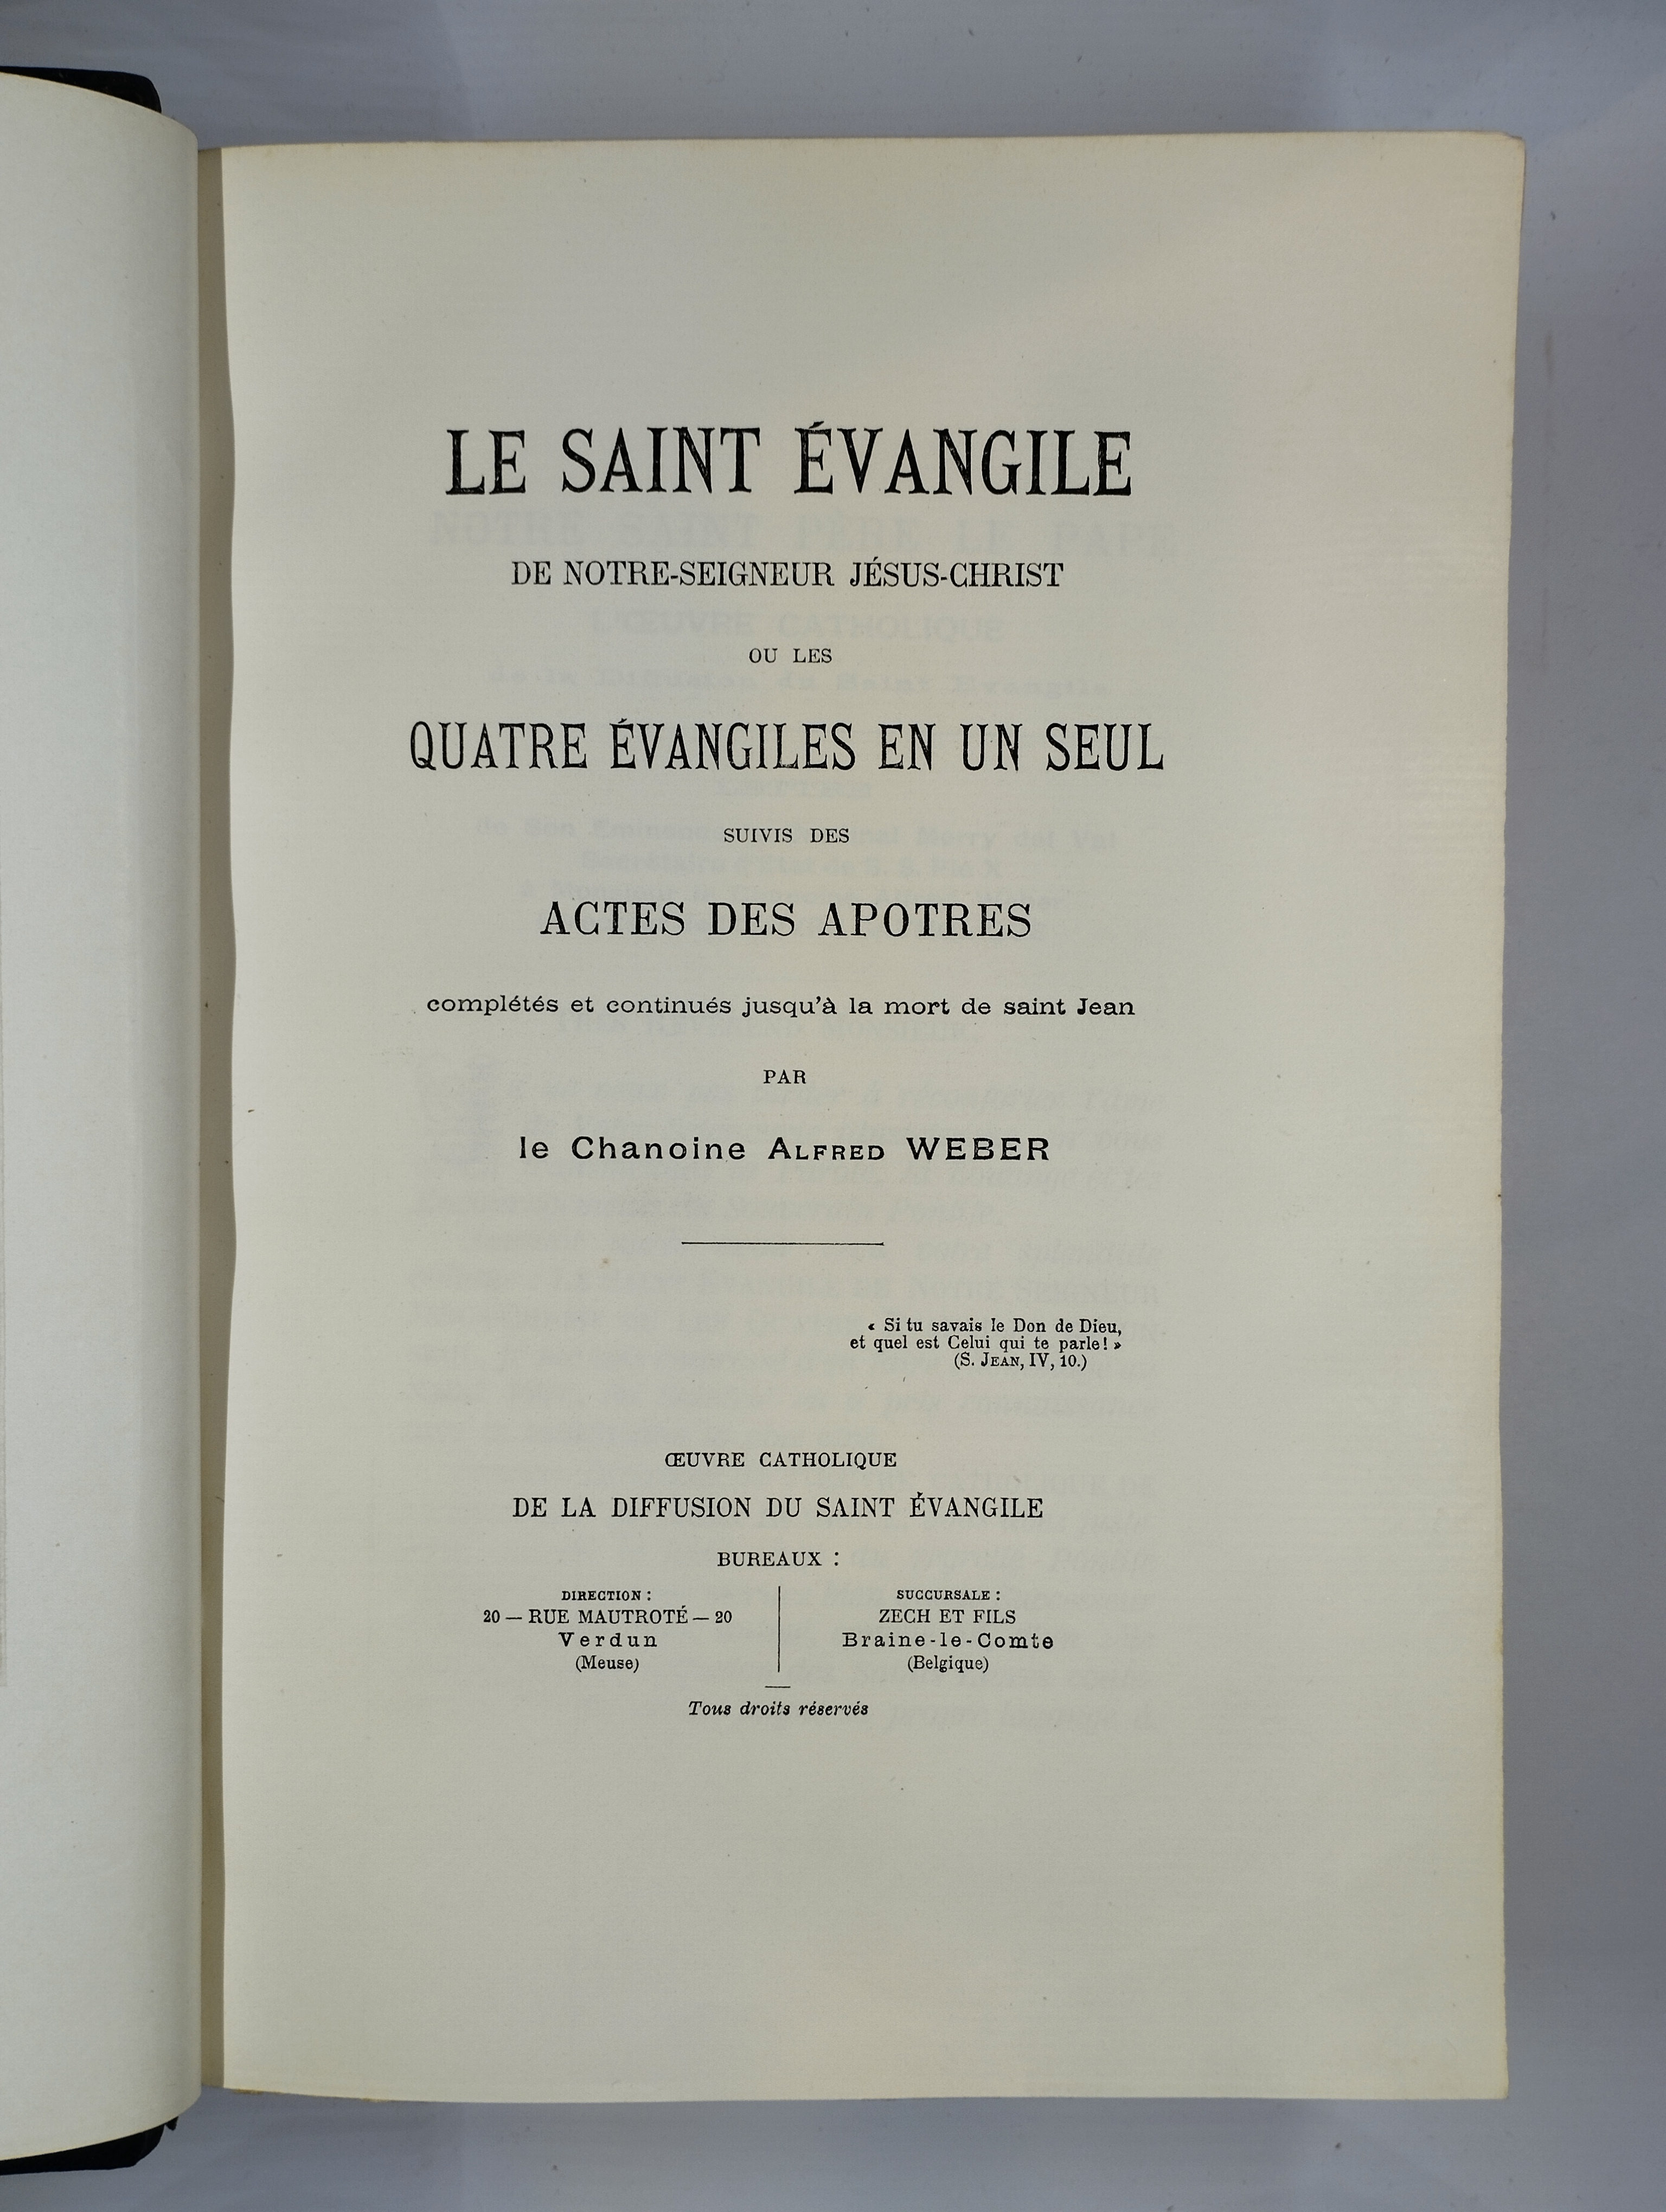 LE SAINT ÉVANGILE
DE NOTRE-SEIGNEUR JÉSUS-CHRIST
OU LES
QUATRE ÉVANGILES EN UN SEUL
SUIVIS DES
ACTES DES APOTRES
complétés et continués jusqu'à la mort de saint Jean
PAR
le Chanoine ALFRED WEBER
« Si tu savais le Don de Dieu,
et quel est Celui qui te parle! »
(S. JEAN, IV, 10.)
ŒUVRE CATHOLIQUE
DE LA DIFFUSION DU SAINT ÉVANGILE
BUREAUX :
DIRECTION :
20 — RUE MAUTROTÉ — 20
Verdun
(Meuse)
SUCCURSALE :
ZECH ET FILS
Braine-le-Comte
(Belgique)
Tous droits réservés